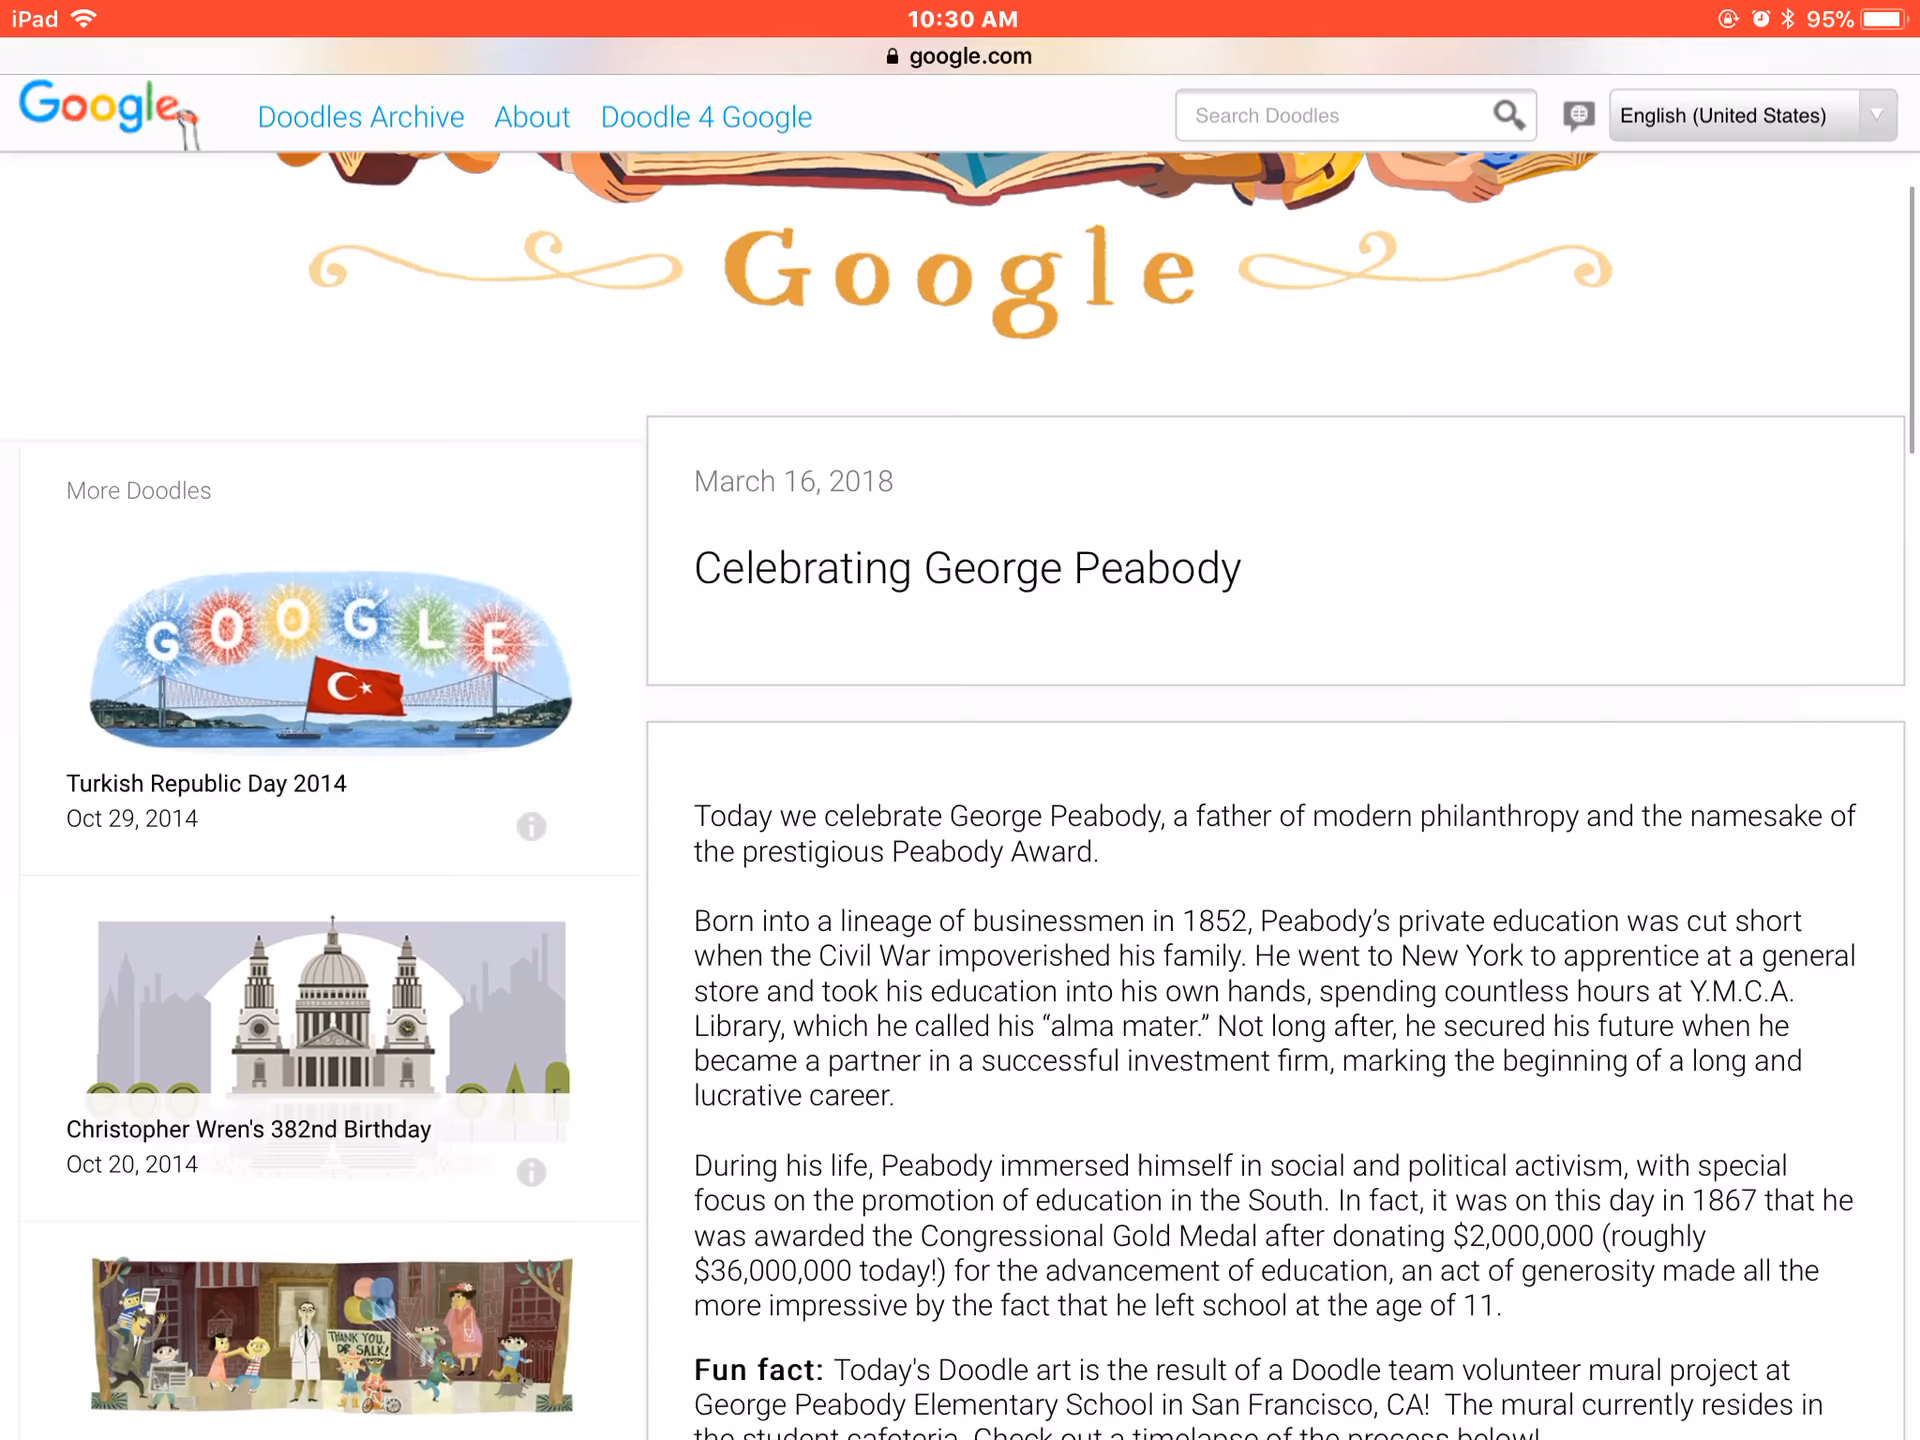 iPad
10:30 AM
95%
google.com
Google
Doodles Archive
About
Doodle 4 Google
Search Doodles
English (United States)
Google
More Doodles
GOOGLE
Turkish Republic Day 2014
Oct 29, 2014
Christopher Wren's 382nd Birthday
Oct 20, 2014
THANK YOU,
DR SALK!
March 16, 2018
Celebrating George Peabody
Today we celebrate George Peabody, a father of modern philanthropy and the namesake of
the prestigious Peabody Award.
Born into a lineage of businessmen in 1852, Peabody’s private education was cut short
when the Civil War impoverished his family. He went to New York to apprentice at a general
store and took his education into his own hands, spending countless hours at Y.M.C.A.
Library, which he called his “alma mater.” Not long after, he secured his future when he
became a partner in a successful investment firm, marking the beginning of a long and
lucrative career.
During his life, Peabody immersed himself in social and political activism, with special
focus on the promotion of education in the South. In fact, it was on this day in 1867 that he
was awarded the Congressional Gold Medal after donating $2,000,000 (roughly
$36,000,000 today!) for the advancement of education, an act of generosity made all the
more impressive by the fact that he left school at the age of 11.
Fun fact: Today's Doodle art is the result of a Doodle team volunteer mural project at
George Peabody Elementary School in San Francisco, CA! The mural currently resides in
the student cafeteria. Check out a timelapse of the process below!